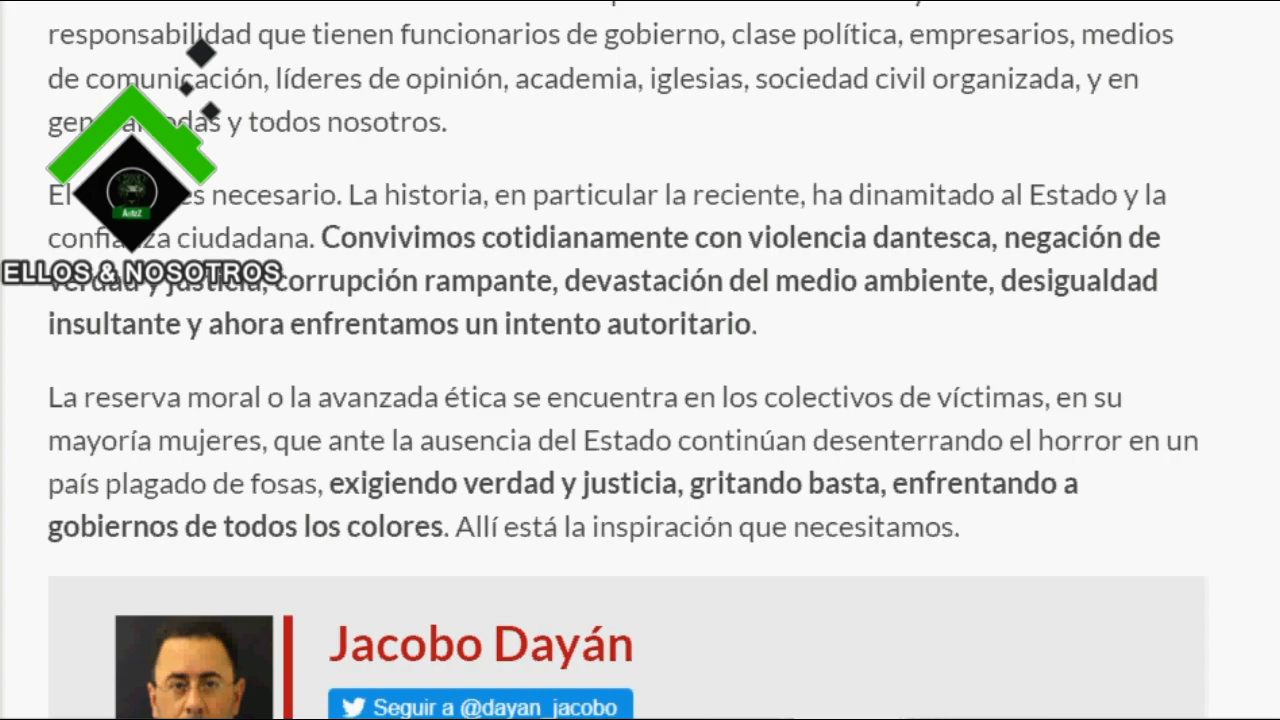 responsabilidad que tienen funcionarios de gobierno, clase política, empresarios, medios
de comunicación, líderes de opinión, academia, iglesias, sociedad civil organizada, y en
y todos nosotros.
El es necesario. La historia, en particular la reciente, ha dinamitado al Estado y la
confianza ciudadana. Convivimos cotidianamente con violencia dantesca, negación de
ELLOS & NOSOTROS
verdad y justicia, corrupción rampante, devastación del medio ambiente, desigualdad
insultante y ahora enfrentamos un intento autoritario.
La reserva moral o la avanzada ética se encuentra en los colectivos de víctimas, en su
mayoría mujeres, que ante la ausencia del Estado continúan desenterrando el horror en un
país plagado de fosas, exigiendo verdad y justicia, gritando basta, enfrentando a
gobiernos de todos los colores. Allí está la inspiración que necesitamos.
Jacobo Dayán
Seguir a @dayan_jacobo